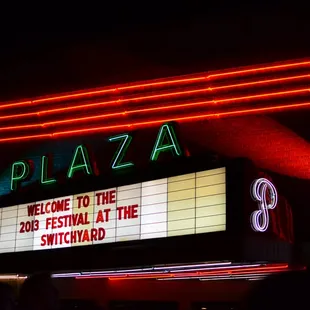 PLAZA
WELCOME TO THE
2013 FESTIVAL AT THE
SWITCHYARD
P